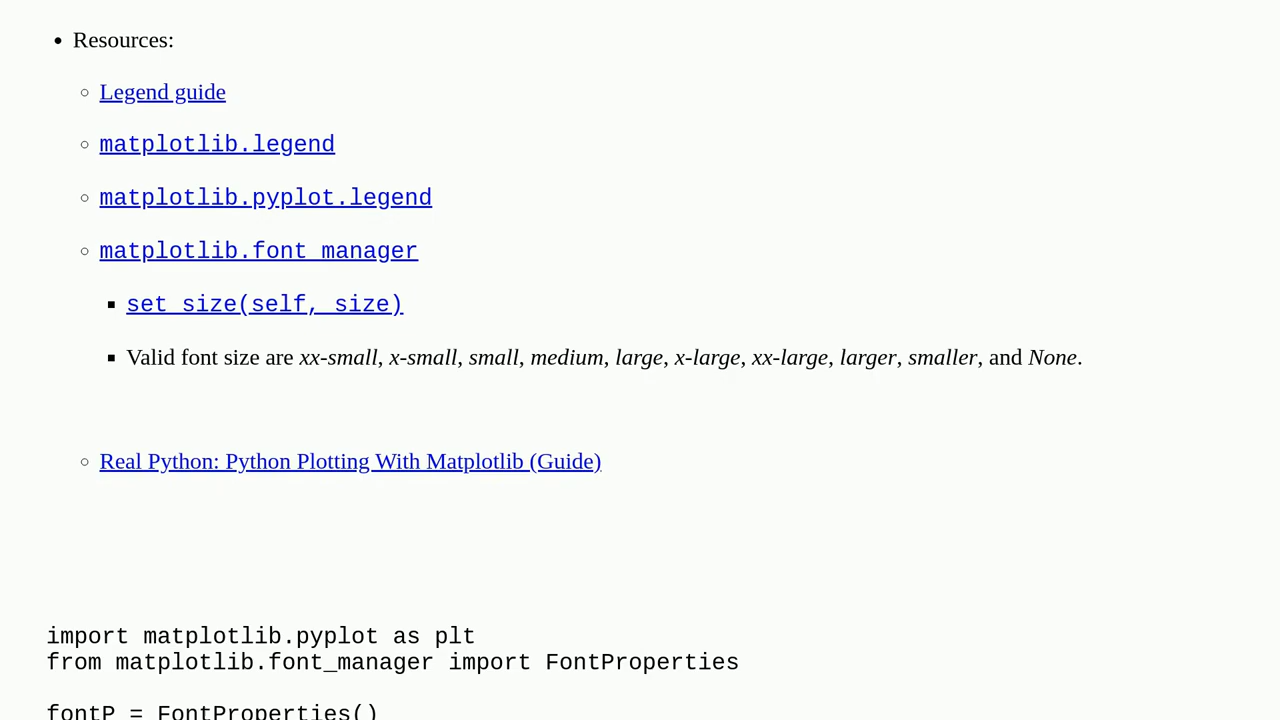 Resources:
Legend guide
matplotlib.legend
matplotlib.pyplot.legend
matplotlib.font_manager
set_size(self, size)
Valid font size are xx-small, x-small, small, medium, large, x-large, xx-large, larger, smaller, and None.
Real Python: Python Plotting With Matplotlib (Guide)
import matplotlib.pyplot as plt
from matplotlib.font_manager import FontProperties
fontP = FontProperties()